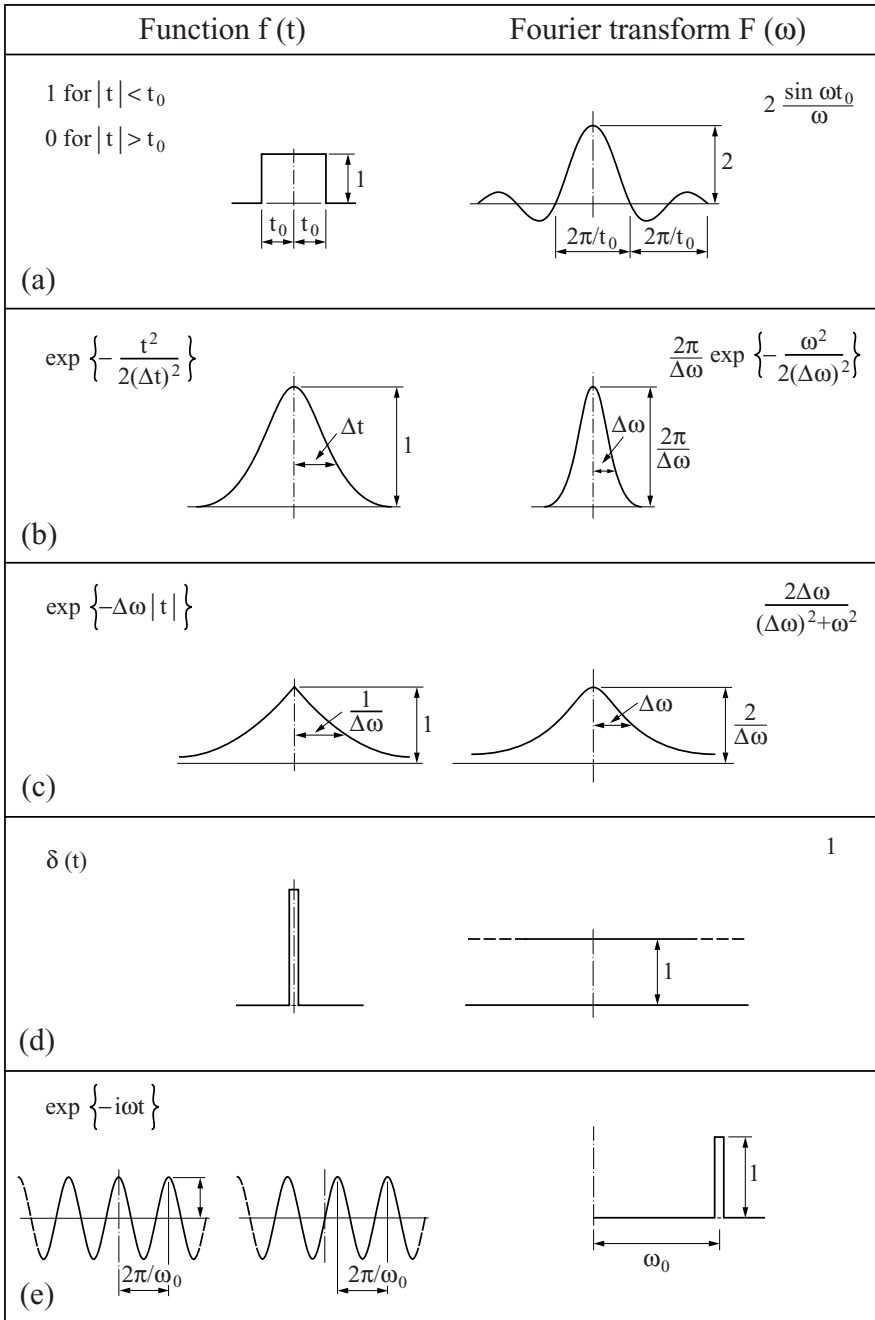 Function f (t)
Fourier transform F (ω)
1 for |t| < t₀
0 for |t| > t₀
2 sin ωt₀ / ω
1
t₀ t₀
2
2π/t₀ 2π/t₀
(a)
exp {− t² / 2(Δt)²}
2π/Δω exp {− ω² / 2(Δω)²}
Δt
1
Δω
2π/Δω
(b)
exp {−Δω|t|}
2Δω / (Δω)²+ω²
1/Δω
1
Δω
2/Δω
(c)
δ (t)
1
1
(d)
exp {−iωt}
1
2π/ω₀
2π/ω₀
ω₀
(e)